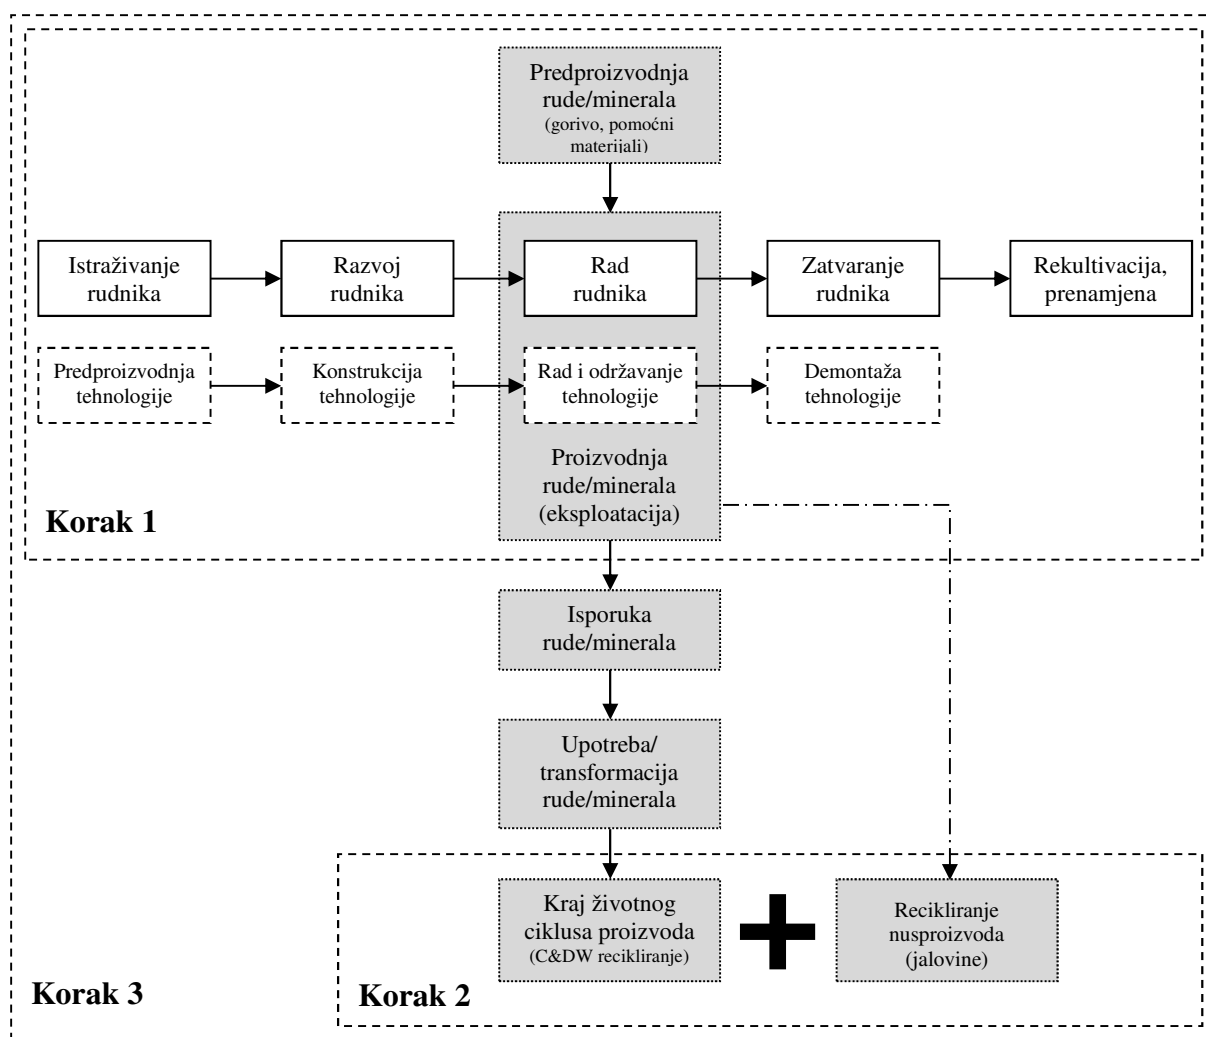 Predproizvodnja
rude/minerala
(gorivo, pomoćni
materijali)
Istraživanje
rudnika
Razvoj
rudnika
Rad
rudnika
Zatvaranje
rudnika
Rekultivacija,
prenamjena
Predproizvodnja
tehnologije
Konstrukcija
tehnologije
Rad i održavanje
tehnologije
Demontaža
tehnologije
Proizvodnja
rude/minerala
(eksploatacija)
Korak 1
Isporuka
rude/minerala
Upotreba/
transformacija
rude/minerala
Kraj životnog
ciklusa proizvoda
(C&DW recikliranje)
Recikliranje
nusproizvoda
(jalovine)
Korak 3
Korak 2